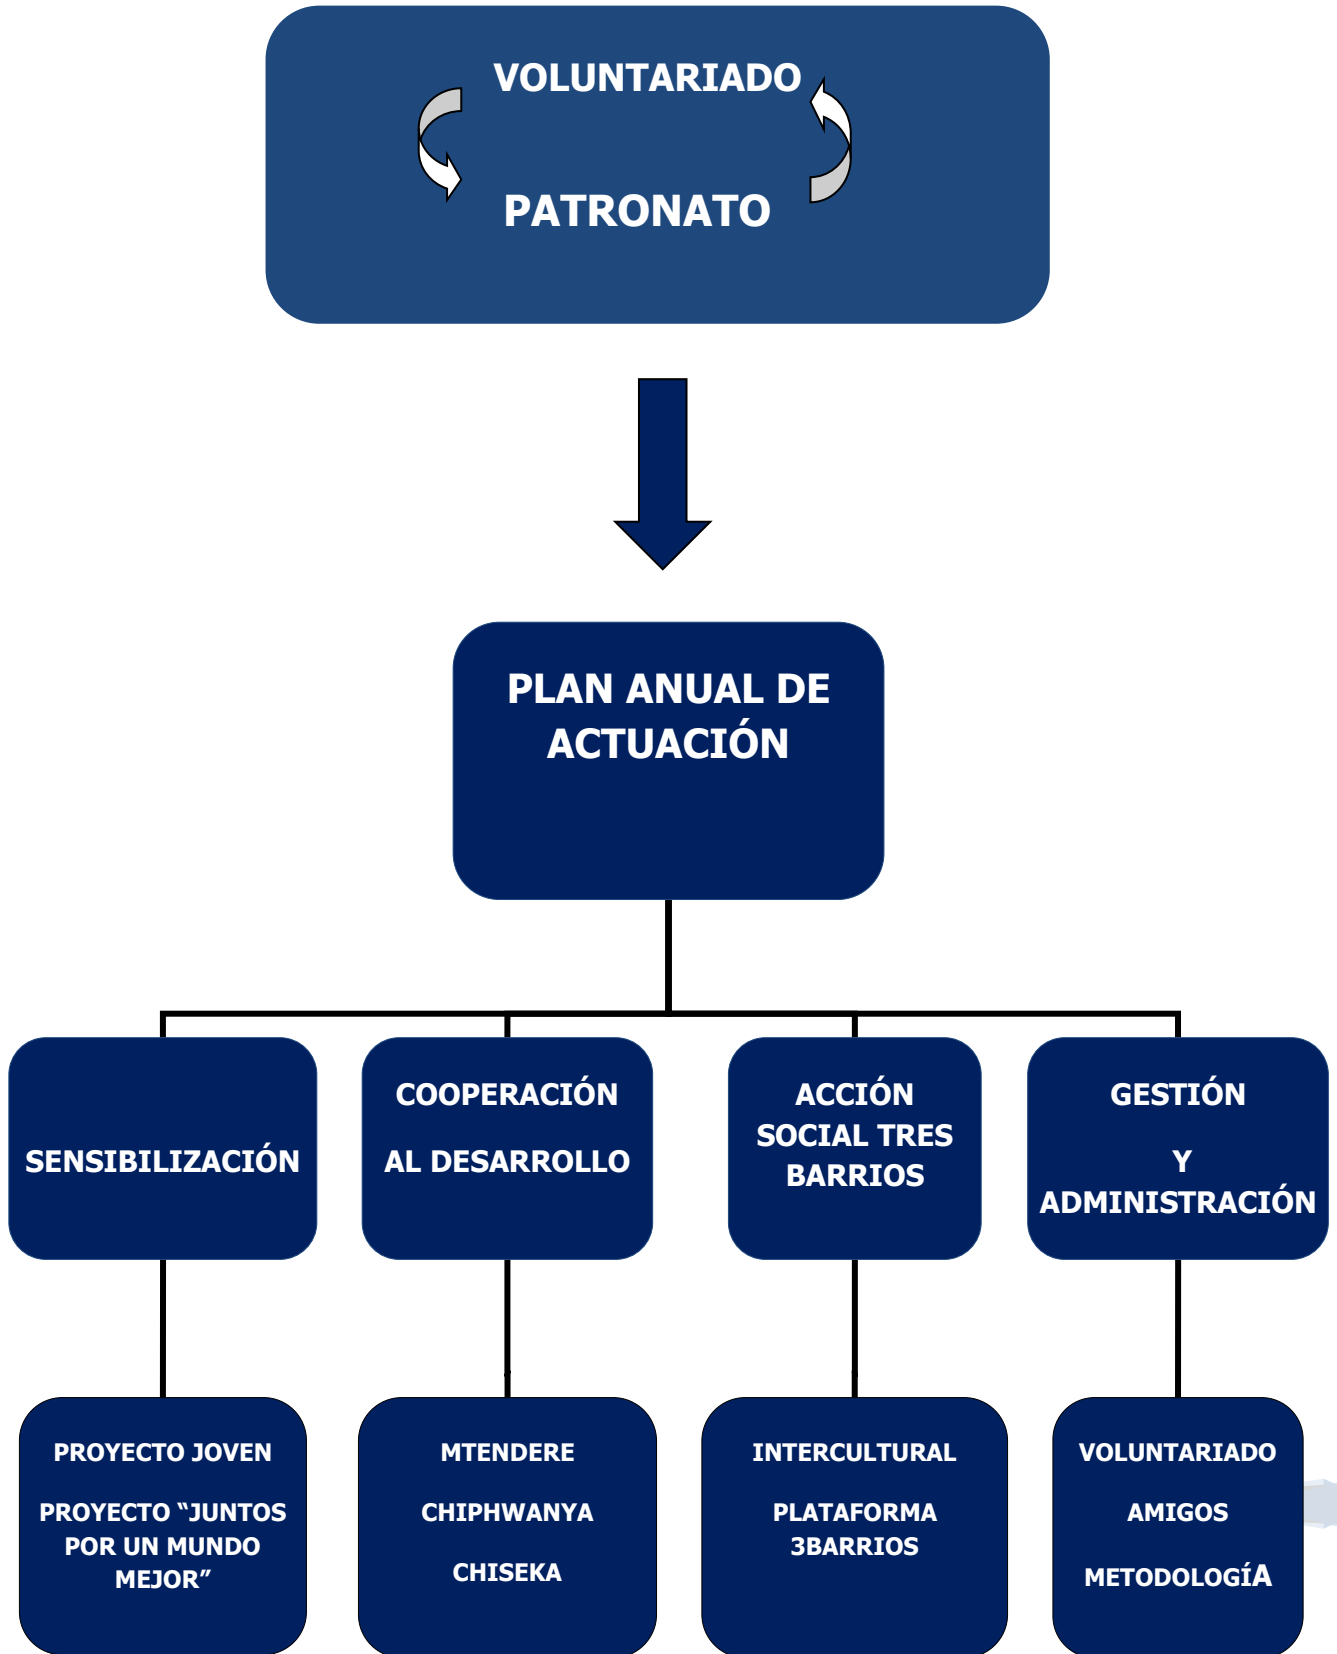 VOLUNTARIADO
PATRONATO
PLAN ANUAL DE
ACTUACIÓN
SENSIBILIZACIÓN
COOPERACIÓN
AL DESARROLLO
ACCIÓN
SOCIAL TRES
BARRIOS
GESTIÓN
Y
ADMINISTRACIÓN
PROYECTO JOVEN
PROYECTO “JUNTOS
POR UN MUNDO
MEJOR”
MTENDERE
CHIPHWANYA
CHISEKA
INTERCULTURAL
PLATAFORMA
3BARRIOS
VOLUNTARIADO
AMIGOS
METODOLOGÍA